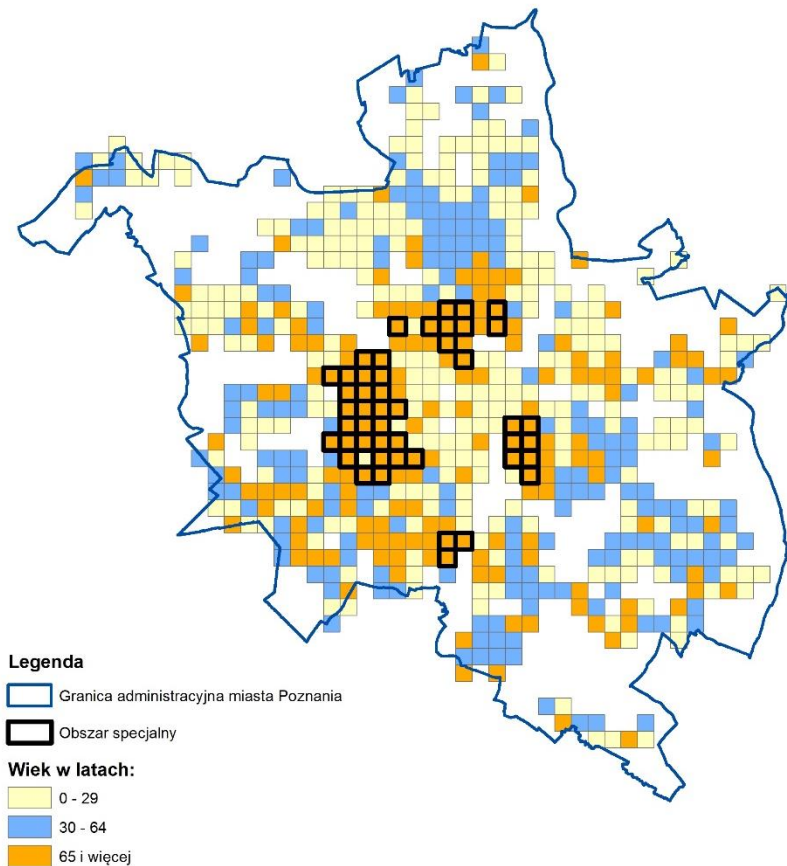 Legenda
Granica administracyjna miasta Poznania
Obszar specjalny
Wiek w latach:
0 - 29
30 - 64
65 i więcej